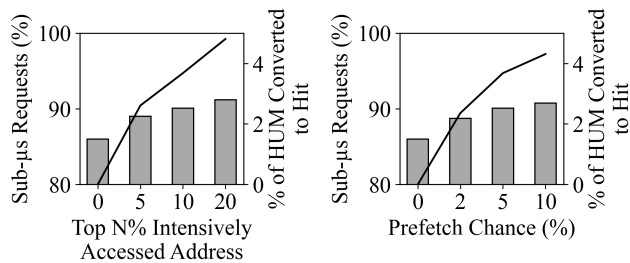 Sub-μs Requests (%)
100
90
80
4
2
0
% of HUM Converted
to Hit
0 5 10 20
Top N% Intensively
Accessed Address
Sub-μs Requests (%)
100
90
80
4
2
0
% of HUM Converted
to Hit
0 2 5 10
Prefetch Chance (%)